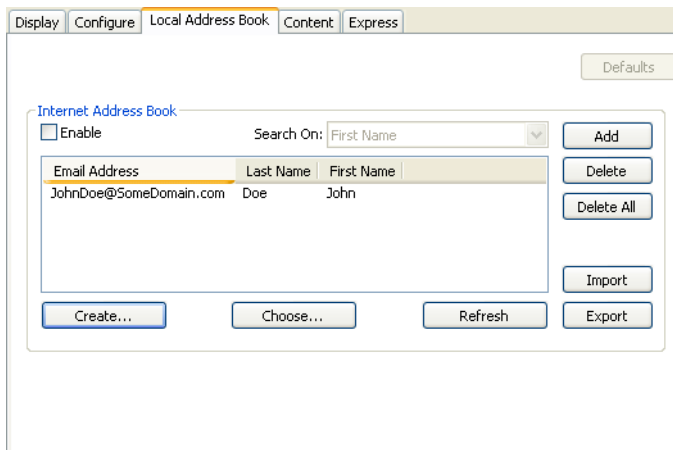 Display Configure Local Address Book Content Express
Defaults
Internet Address Book
Enable Search On: First Name Add
Email Address Last Name First Name Delete
JohnDoe@SomeDomain.com Doe John
Delete All
Import
Create... Choose... Refresh Export